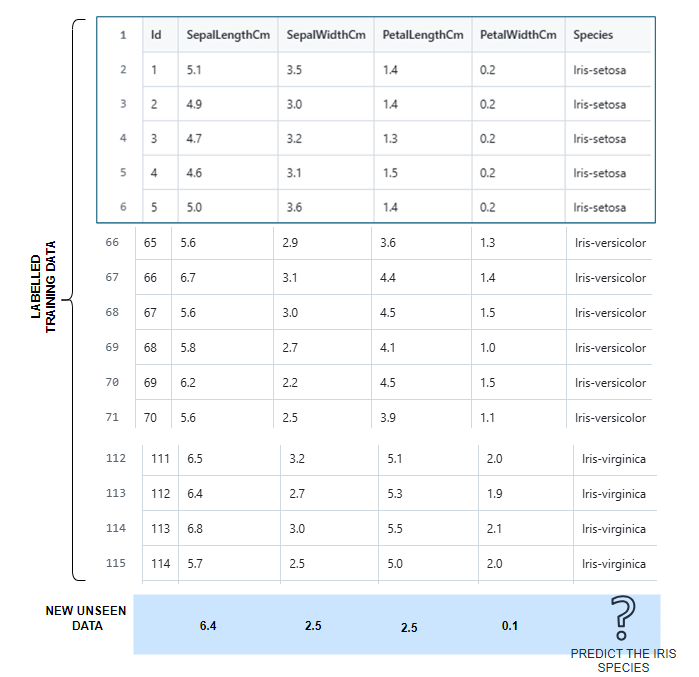 1 Id SepalLengthCm SepalWidthCm PetalLengthCm PetalWidthCm Species
2 1 5.1 3.5 1.4 0.2 Iris-setosa
3 2 4.9 3.0 1.4 0.2 Iris-setosa
4 3 4.7 3.2 1.3 0.2 Iris-setosa
5 4 4.6 3.1 1.5 0.2 Iris-setosa
6 5 5.0 3.6 1.4 0.2 Iris-setosa
66 65 5.6 2.9 3.6 1.3 Iris-versicolor
67 66 6.7 3.1 4.4 1.4 Iris-versicolor
68 67 5.6 3.0 4.5 1.5 Iris-versicolor
69 68 5.8 2.7 4.1 1.0 Iris-versicolor
70 69 6.2 2.2 4.5 1.5 Iris-versicolor
71 70 5.6 2.5 3.9 1.1 Iris-versicolor
112 111 6.5 3.2 5.1 2.0 Iris-virginica
113 112 6.4 2.7 5.3 1.9 Iris-virginica
114 113 6.8 3.0 5.5 2.1 Iris-virginica
115 114 5.7 2.5 5.0 2.0 Iris-virginica
LABELLED
TRAINING DATA
NEW UNSEEN
DATA
6.4 2.5 2.5 0.1 ?
PREDICT THE IRIS
SPECIES